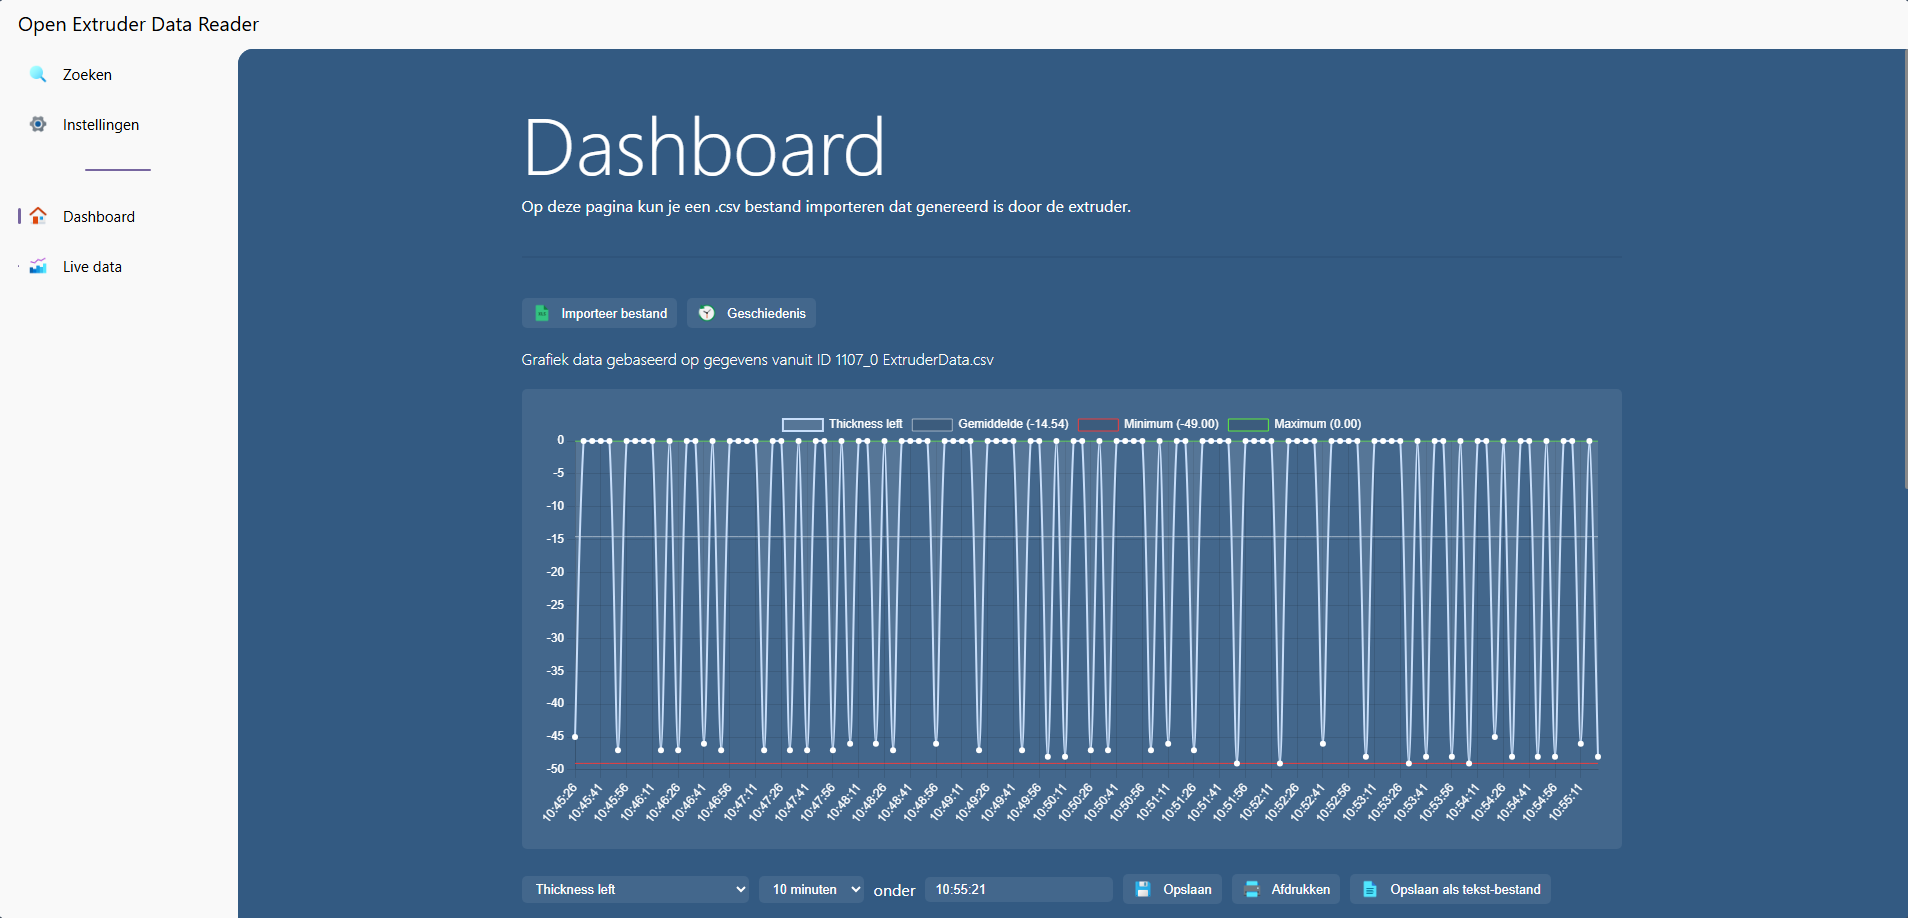 Open Extruder Data Reader
Zoeken
Instellingen
Dashboard
Live data
Dashboard
Op deze pagina kun je een .csv bestand importeren dat genereerd is door de extruder.
Importeer bestand
Geschiedenis
Grafiek data gebaseerd op gegevens vanuit ID 1107_0 ExtruderData.csv
Thickness left
Gemiddelde (-14.54)
Minimum (-49.00)
Maximum (0.00)
0
-5
-10
-15
-20
-25
-30
-35
-40
-45
-50
10:45:26
10:45:41
10:45:56
10:46:11
10:46:26
10:46:41
10:46:56
10:47:11
10:47:26
10:47:41
10:47:56
10:48:11
10:48:26
10:48:41
10:48:56
10:49:11
10:49:26
10:49:41
10:49:56
10:50:11
10:50:26
10:50:41
10:50:56
10:51:11
10:51:26
10:51:41
10:51:56
10:52:11
10:52:26
10:52:41
10:52:56
10:53:11
10:53:26
10:53:41
10:53:56
10:54:11
10:54:26
10:54:41
10:54:56
10:55:11
Thickness left
10 minuten
onder
10:55:21
Opslaan
Afdrukken
Opslaan als tekst-bestand